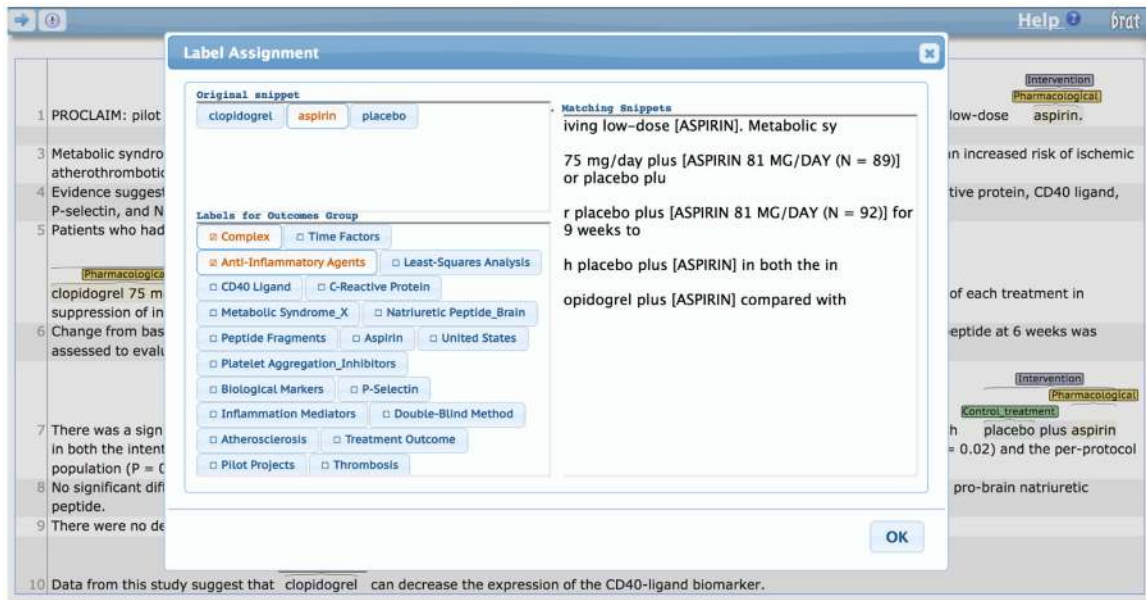 Help ? brat
Label Assignment
Original snippet
clopidogrel aspirin placebo
Matching Snippets
iving low-dose [ASPIRIN]. Metabolic sy
75 mg/day plus [ASPIRIN 81 MG/DAY (N = 89)]
or placebo plu
r placebo plus [ASPIRIN 81 MG/DAY (N = 92)] for
9 weeks to
h placebo plus [ASPIRIN] in both the in
opidogrel plus [ASPIRIN] compared with
Labels for Outcomes Group
Complex Time Factors
Anti-Inflammatory Agents Least-Squares Analysis
CD40 Ligand C-Reactive Protein
Metabolic Syndrome_X Natriuretic Peptide_Brain
Peptide Fragments Aspirin United States
Platelet Aggregation_Inhibitors
Biological Markers P-Selectin
Inflammation Mediators Double-Blind Method
Atherosclerosis Treatment Outcome
Pilot Projects Thrombosis
OK
Intervention
Pharmacological
1 PROCLAIM: pilot low-dose aspirin.
3 Metabolic syndro n increased risk of ischemic
atherothrombotic
4 Evidence suggest tive protein, CD40 ligand,
P-selectin, and N
5 Patients who had
Pharmacologica
clopidogrel 75 m of each treatment in
suppression of in
6 Change from bas eptide at 6 weeks was
assessed to evalu
Intervention
Pharmacological
Control_treatment
7 There was a sign h placebo plus aspirin
in both the intent = 0.02) and the per-protocol
population (P = 0
8 No significant diff pro-brain natriuretic
peptide.
9 There were no de
10 Data from this study suggest that clopidogrel can decrease the expression of the CD40-ligand biomarker.